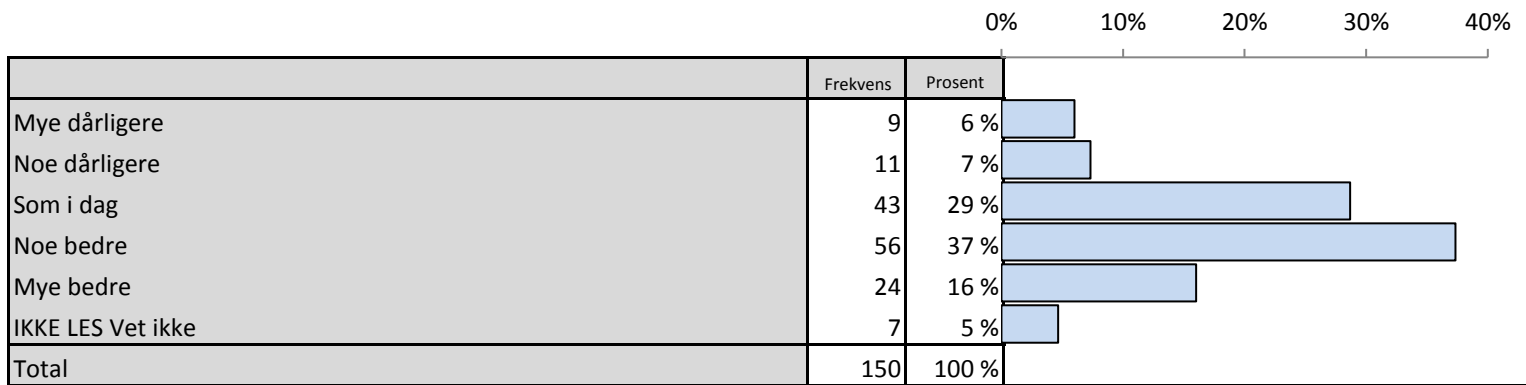 0% 10% 20% 30% 40%
Frekvens Prosent
Mye dårligere 9 6 %
Noe dårligere 11 7 %
Som i dag 43 29 %
Noe bedre 56 37 %
Mye bedre 24 16 %
IKKE LES Vet ikke 7 5 %
Total 150 100 %